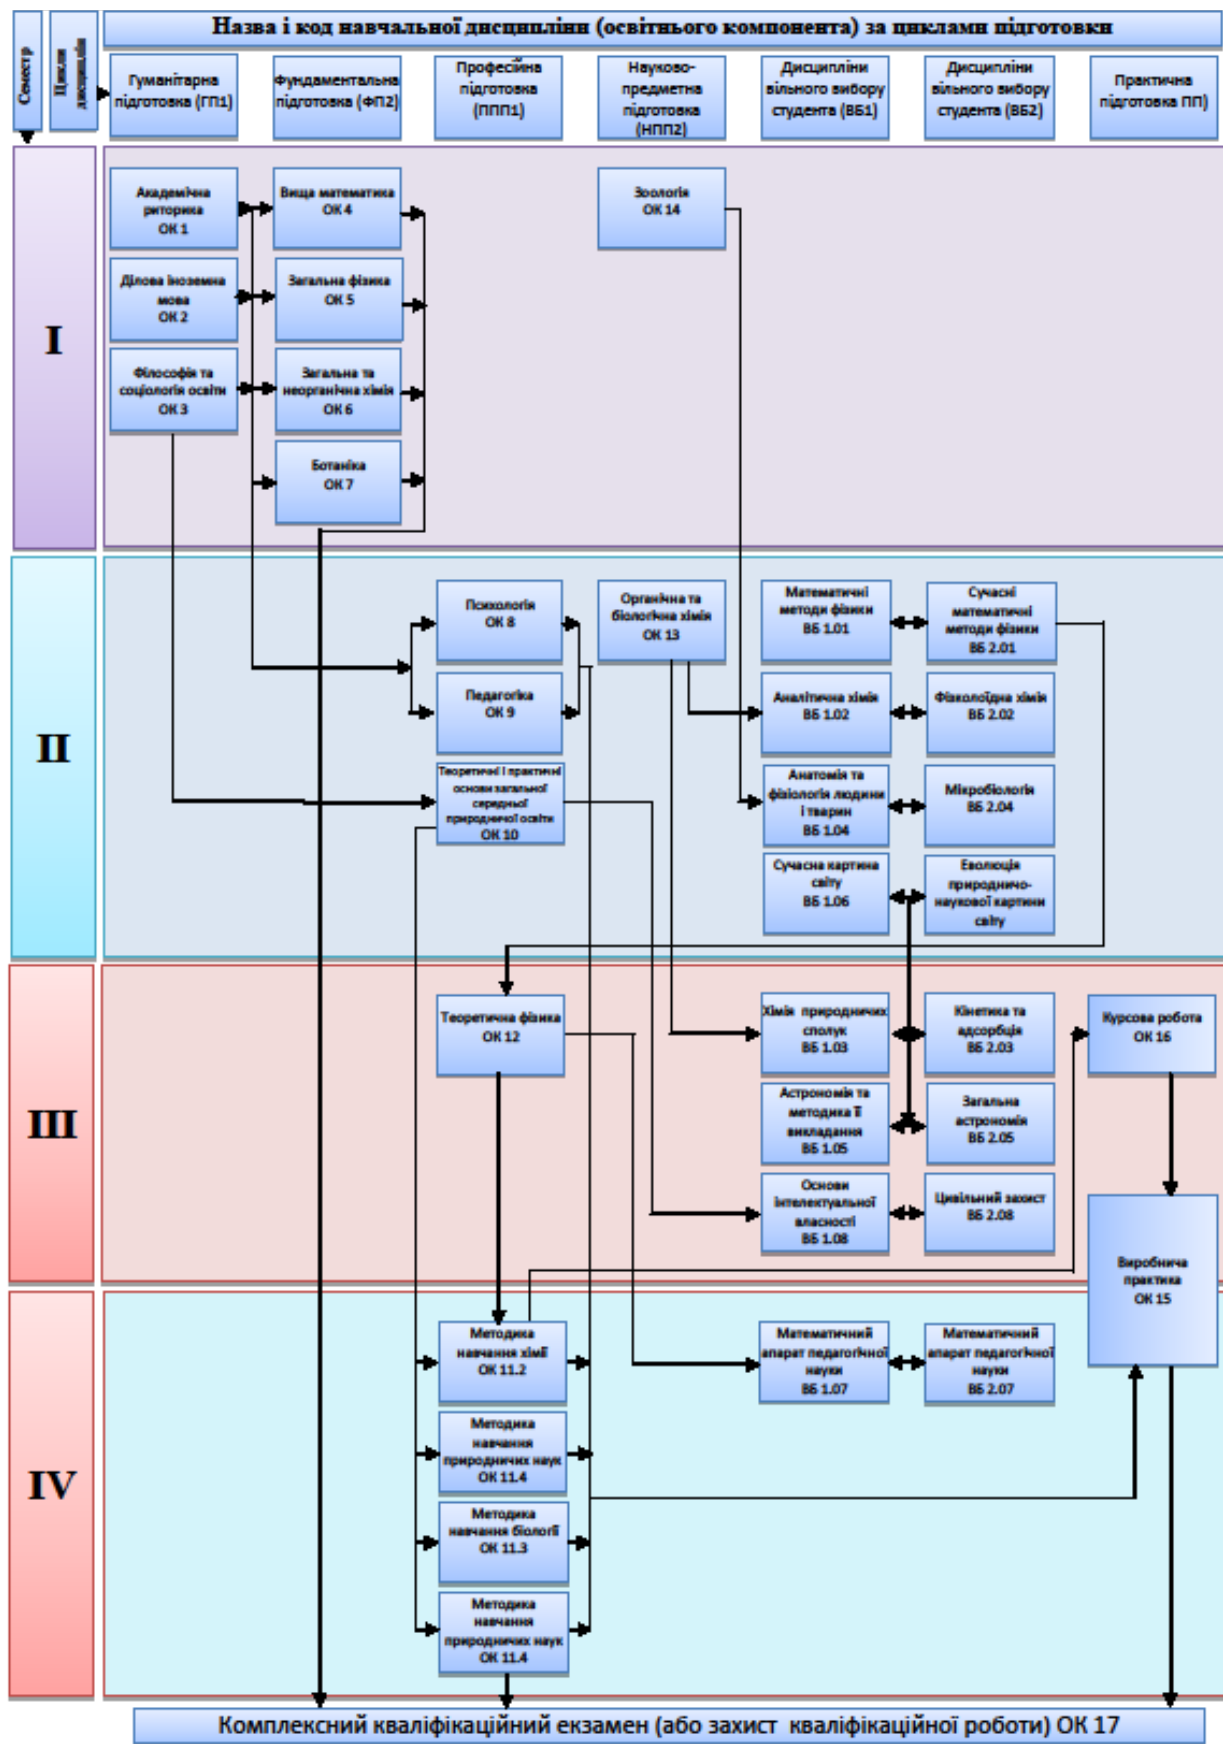 Назва і код навчальної дисципліни (освітнього компонента) за циклами підготовки
Семестр
Цикли
дисциплін
Гуманітарна
підготовка (ГП1)
Фундаментальна
підготовка (ФП2)
Професійна
підготовка
(ППП1)
Науково-
предметна
підготовка
(НПП2)
Дисципліни
вільного вибору
студента (ВБ1)
Дисципліни
вільного вибору
студента (ВБ2)
Практична
підготовка ПП)
I
Академічна
риторика
ОК 1
Вища математика
ОК 4
Зоологія
ОК 14
Ділова іноземна
мова
ОК 2
Загальна фізика
ОК 5
Філософія та
соціологія освіти
ОК 3
Загальна та
неорганічна хімія
ОК 6
Ботаніка
ОК 7
II
Психологія
ОК 8
Органічна та
біологічна хімія
ОК 13
Математичні
методи фізики
ВБ 1.01
Сучасні
математичні
методи фізики
ВБ 2.01
Педагогіка
ОК 9
Аналітична хімія
ВБ 1.02
Фізколоїдна хімія
ВБ 2.02
Теоретичні і практичні
основи загальної
середньої
природничої освіти
ОК 10
Анатомія та
фізіологія людини
і тварин
ВБ 1.04
Мікробіологія
ВБ 2.04
Сучасна картина
світу
ВБ 1.06
Еволюція
природничо-
наукової картини
світу
III
Теоретична фізика
ОК 12
Хімія природничих
сполук
ВБ 1.03
Кінетика та
адсорбція
ВБ 2.03
Курсова робота
ОК 16
Астрономія та
методика її
викладання
ВБ 1.05
Загальна
астрономія
ВБ 2.05
Основи
інтелектуальної
власності
ВБ 1.08
Цивільний захист
ВБ 2.08
Виробнича
практика
ОК 15
IV
Методика
навчання хімії
ОК 11.2
Математичний
апарат педагогічної
науки
ВБ 1.07
Математичний
апарат педагогічної
науки
ВБ 2.07
Методика
навчання
природничих наук
ОК 11.4
Методика
навчання біології
ОК 11.3
Методика
навчання
природничих наук
ОК 11.4
Комплексний кваліфікаційний екзамен (або захист кваліфікаційної роботи) ОК 17